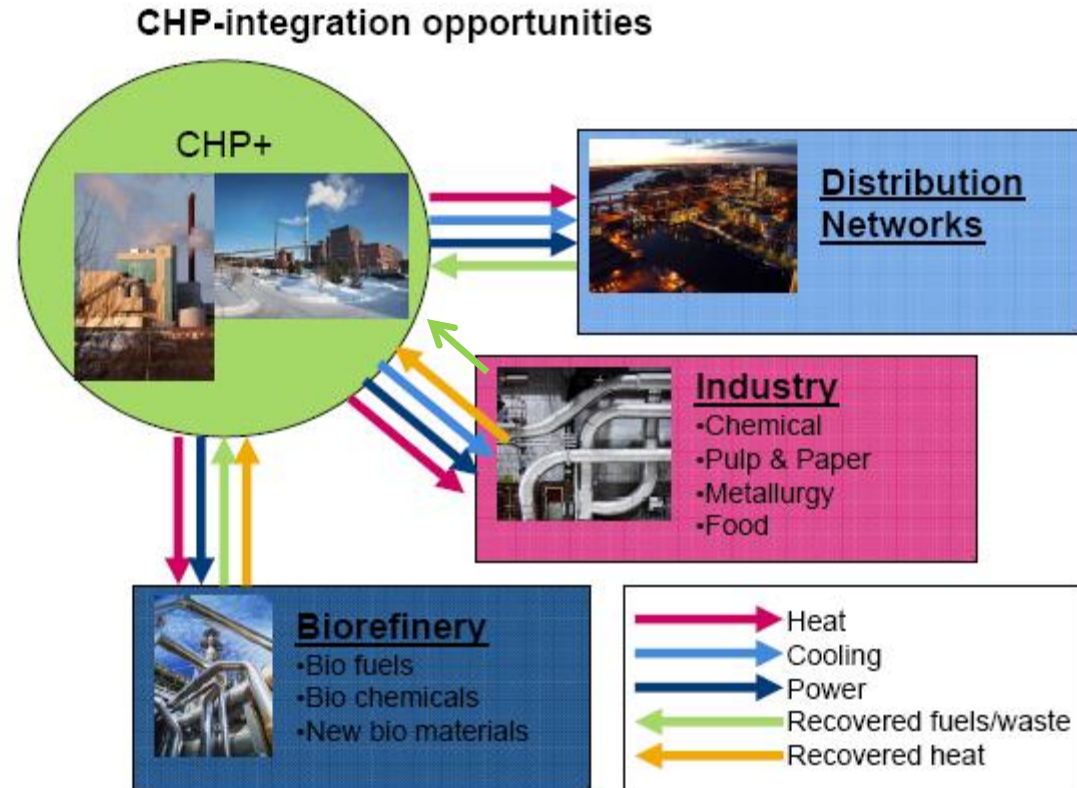 CHP-integration opportunities
CHP+
Distribution
Networks
Industry
•Chemical
•Pulp & Paper
•Metallurgy
•Food
Biorefinery
•Bio fuels
•Bio chemicals
•New bio materials
Heat
Cooling
Power
Recovered fuels/waste
Recovered heat